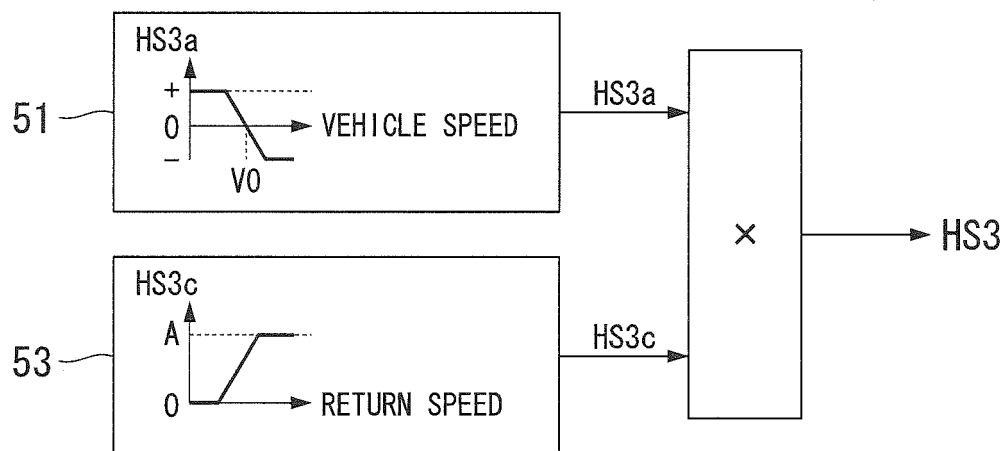 HS3a
+
0
−
VEHICLE SPEED
V0
51
HS3a
×
HS3
HS3c
A
0
RETURN SPEED
53
HS3c